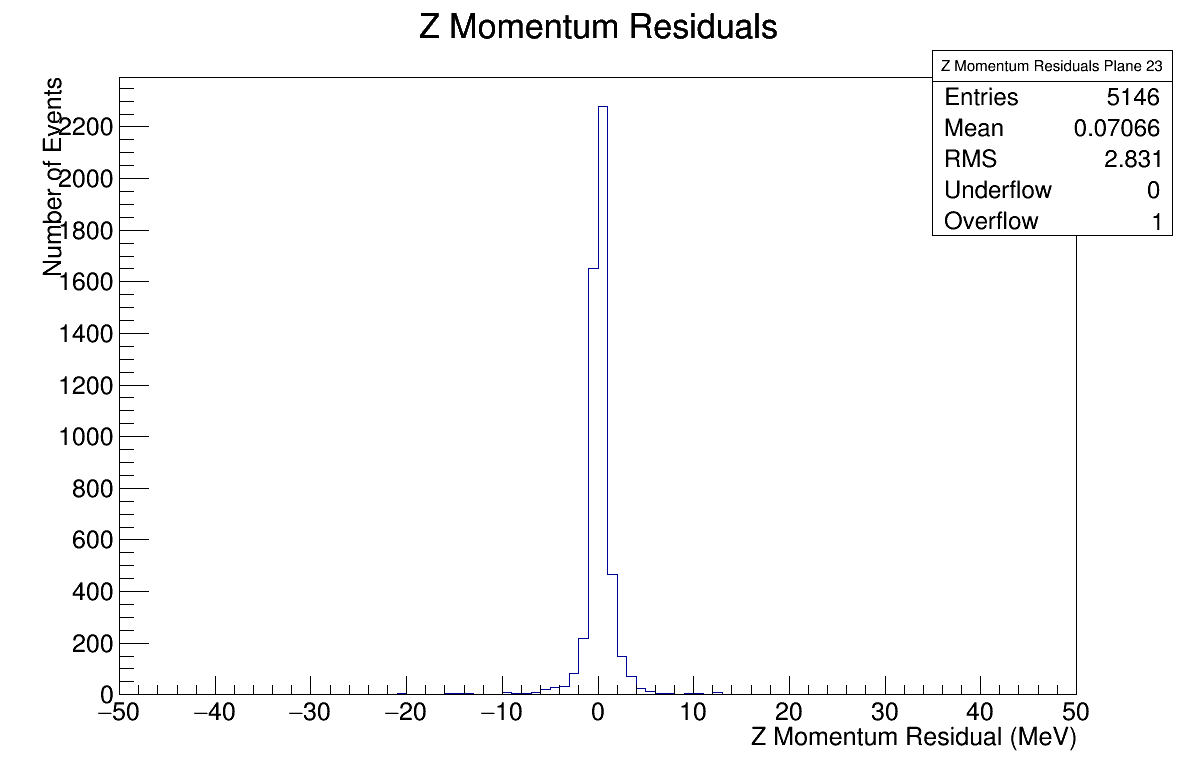 Z Momentum Residuals
Z Momentum Residuals Plane 23
Entries 5146
Mean 0.07066
RMS 2.831
Underflow 0
Overflow 1
Number of Events
2200
2000
1800
1600
1400
1200
1000
800
600
400
200
0
−50 −40 −30 −20 −10 0 10 20 30 40 50
Z Momentum Residual (MeV)